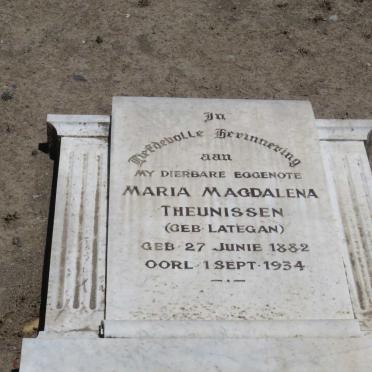 In
Liefdevolle Herinnering
aan
MY DIERBARE EGGENOTE
MARIA MAGDALENA
THEUNISSEN
(GEB LATEGAN)
GEB 27 JUNIE 1882
OORL 1 SEPT 1934